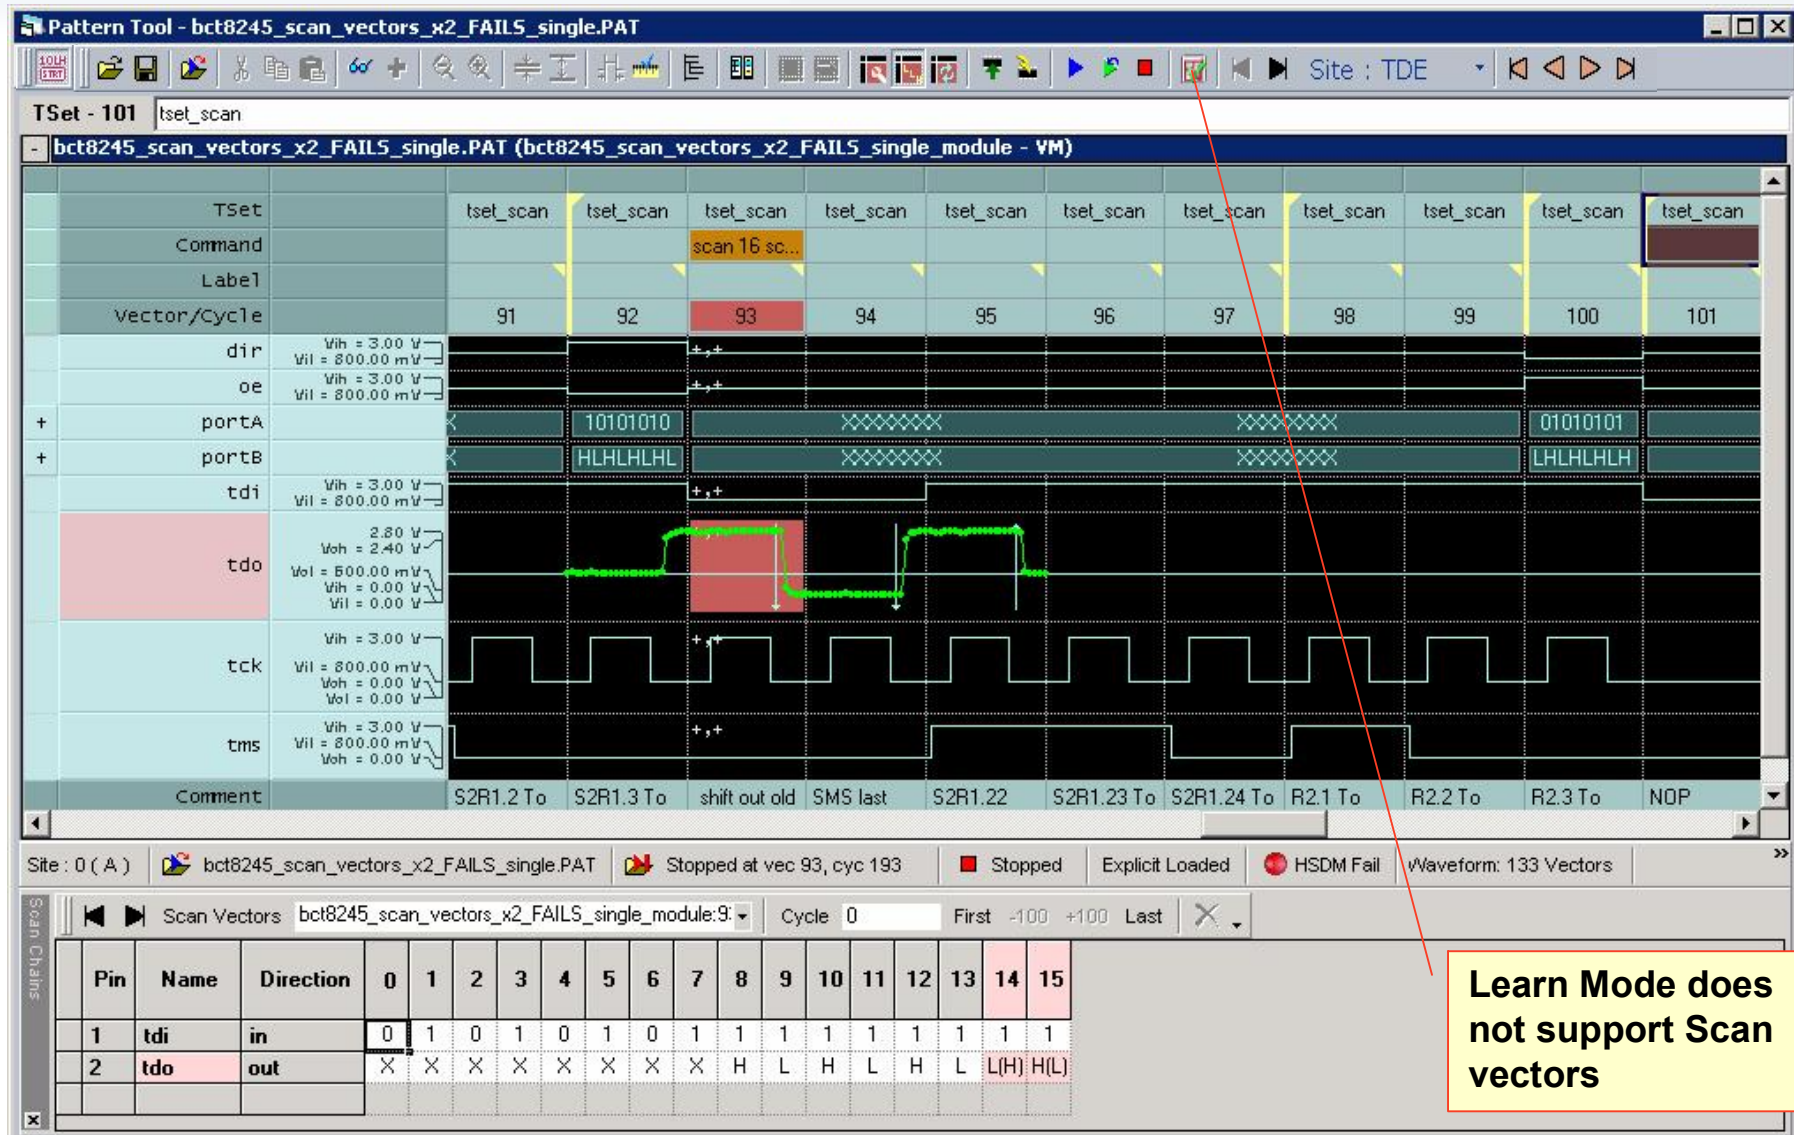 Pattern Tool - bct8245_scan_vectors_x2_FAILS_single.PAT
Site : TDE
TSet - 101 tset_scan
bct8245_scan_vectors_x2_FAILS_single.PAT (bct8245_scan_vectors_x2_FAILS_single_module - VM)
TSet tset_scan tset_scan tset_scan tset_scan tset_scan tset_scan tset_scan tset_scan tset_scan tset_scan tset_scan
Command scan 16 sc...
Label
Vector/Cycle 91 92 93 94 95 96 97 98 99 100 101
dir Vih = 3.00 V
Vil = 800.00 mV
oe Vih = 3.00 V
Vil = 800.00 mV
+ portA X 10101010 XXXXXXXX XXXXXXXX 01010101
+ portB X HLHLHLHL XXXXXXXX XXXXXXXX LHLHLHLH
tdi Vih = 3.00 V
Vil = 800.00 mV
2.80 V
Voh = 2.40 V
tdo
Vol = 600.00 mV
Vih = 0.00 V
Vil = 0.00 V
Vih = 3.00 V
tck Vil = 800.00 mV
Voh = 0.00 V
Vol = 0.00 V
Vih = 3.00 V
tms Vil = 800.00 mV
Voh = 0.00 V
Comment S2R1.2 To S2R1.3 To shift out old SMS last S2R1.22 S2R1.23 To S2R1.24 To R2.1 To R2.2 To R2.3 To NOP
Site : 0 ( A ) bct8245_scan_vectors_x2_FAILS_single.PAT Stopped at vec 93, cyc 193 Stopped Explicit Loaded HSDM Fail Waveform: 133 Vectors
Scan Chains
Scan Vectors bct8245_scan_vectors_x2_FAILS_single_module:9 Cycle 0 First -100 +100 Last
Pin Name Direction 0 1 2 3 4 5 6 7 8 9 10 11 12 13 14 15
1 tdi in 0 1 0 1 0 1 0 1 1 1 1 1 1 1 1 1
2 tdo out X X X X X X X X H L H L H L L(H) H(L)
Learn Mode does
not support Scan
vectors